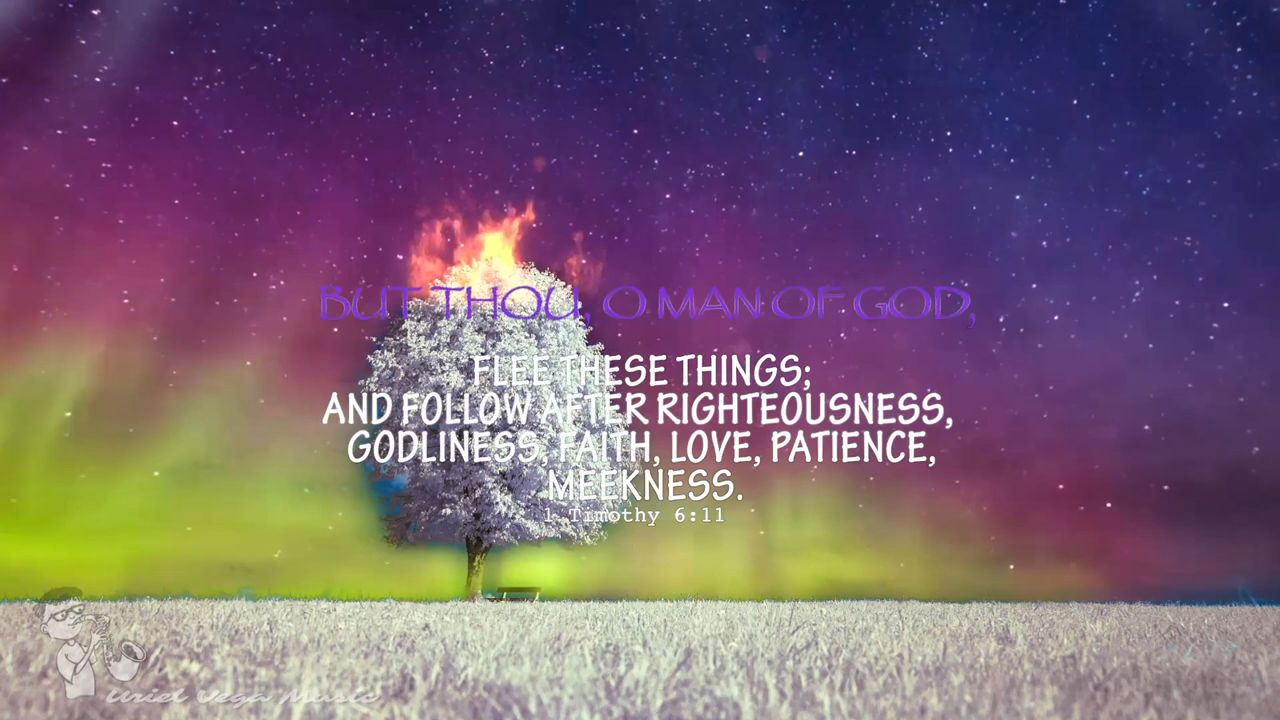 BUT THOU, O MAN OF GOD,
FLEE THESE THINGS;
AND FOLLOW AFTER RIGHTEOUSNESS,
GODLINESS, FAITH, LOVE, PATIENCE,
MEEKNESS.
1 Timothy 6:11
Uriel Vega Music